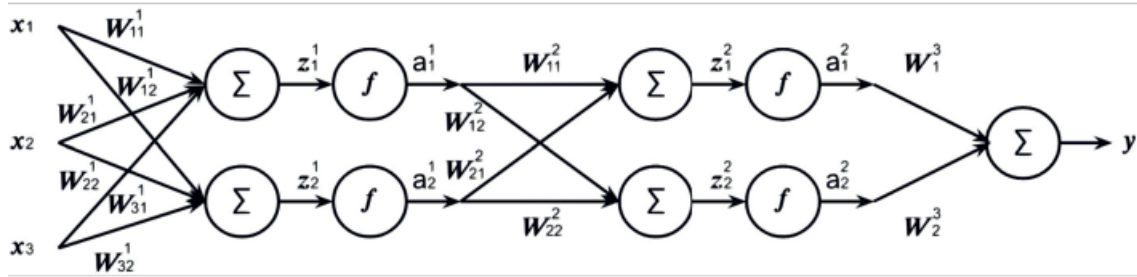 x₁ W¹₁₁ z¹₁ a¹₁ W²₁₁ z²₁ a²₁ W³₁
Σ f Σ f
W¹₁₂
W¹₂₁ W²₁₂
x₂ Σ y
W¹₂₂ W²₂₁
W¹₃₁ z¹₂ a¹₂ z²₂ a²₂
Σ f Σ f
x₃ W¹₃₂ W²₂₂ W³₂